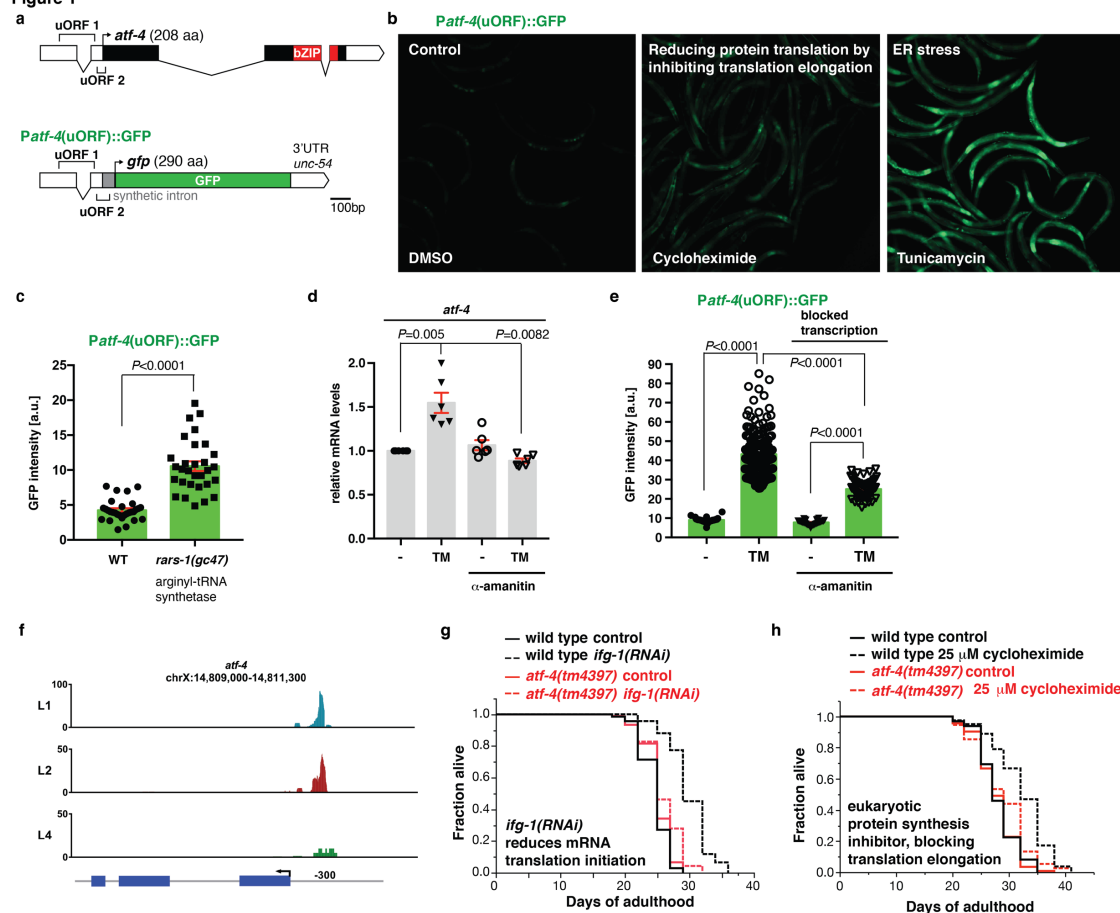 a
uORF 1
atf-4 (208 aa)
bZIP
uORF 2
Patf-4(uORF)::GFP
uORF 1
gfp (290 aa)
3'UTR
unc-54
GFP
synthetic intron
uORF 2
100bp
b
Patf-4(uORF)::GFP
Control
DMSO
Reducing protein translation by
inhibiting translation elongation
Cycloheximide
ER stress
Tunicamycin
c
Patf-4(uORF)::GFP
P<0.0001
GFP intensity [a.u.]
25
20
15
10
5
0
WT
rars-1(gc47)
arginyl-tRNA
synthetase
d
atf-4
P=0.005
P=0.0082
relative mRNA levels
2.0
1.5
1.0
0.5
0.0
- TM - TM
α-amanitin
e
Patf-4(uORF)::GFP
blocked
transcription
P<0.0001
P<0.0001
P<0.0001
GFP intensity [a.u.]
90
80
70
60
50
40
30
20
10
0
- TM - TM
α-amanitin
f
atf-4
chrX:14,809,000-14,811,300
L1
100
0
L2
50
0
L4
50
0
-300
g
wild type control
wild type ifg-1(RNAi)
atf-4(tm4397) control
atf-4(tm4397) ifg-1(RNAi)
Fraction alive
1.0
0.8
0.6
0.4
0.2
0.0
ifg-1(RNAi)
reduces mRNA
translation initiation
0 10 20 30 40
Days of adulthood
h
wild type control
wild type 25 μM cycloheximide
atf-4(tm4397) control
atf-4(tm4397) 25 μM cycloheximide
Fraction alive
1.0
0.8
0.6
0.4
0.2
0.0
eukaryotic
protein synthesis
inhibitor, blocking
translation elongation
0 10 20 30 40
Days of adulthood